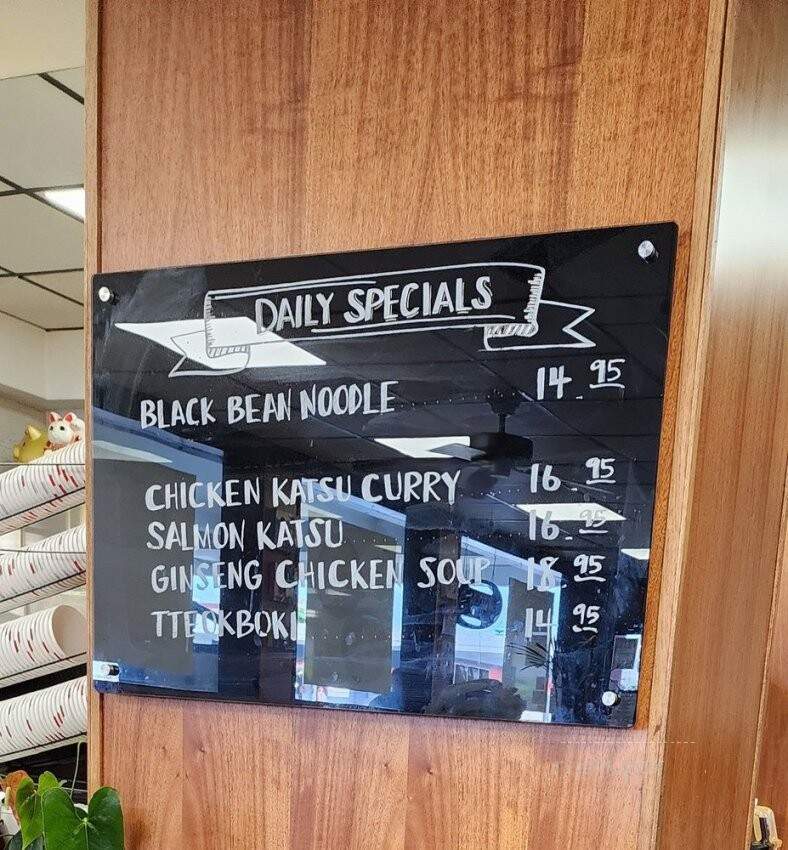 DAILY SPECIALS
BLACK BEAN NOODLE 14.95
CHICKEN KATSU CURRY 16.95
SALMON KATSU 16.95
GINSENG CHICKEN SOUP 18.95
TTEOKBOKI 14.95